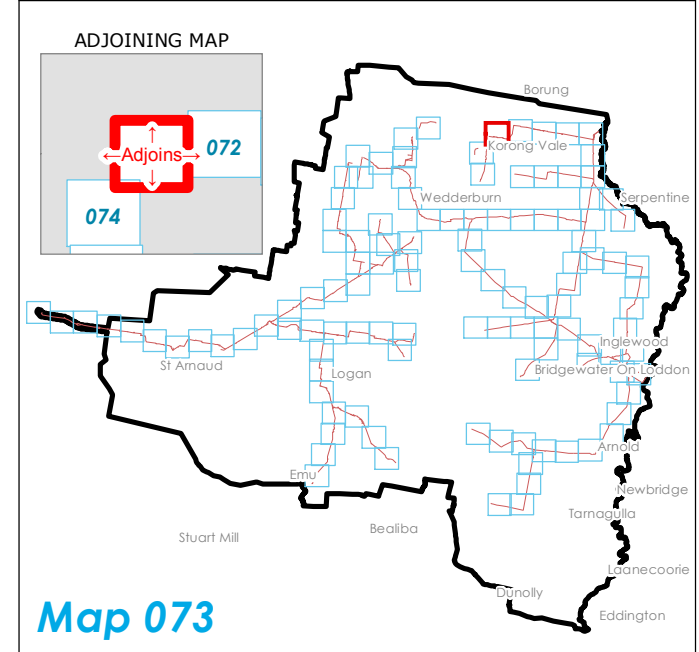 ADJOINING MAP
072
Adjoins
074
Borung
Korong Vale
Wedderburn
Serpentine
Inglewood
St Arnaud
Logan
Bridgewater On Loddon
Arnold
Emu
Newbridge
Tarnagulla
Bealiba
Stuart Mill
Laanecoorie
Dunolly
Eddington
Map 073